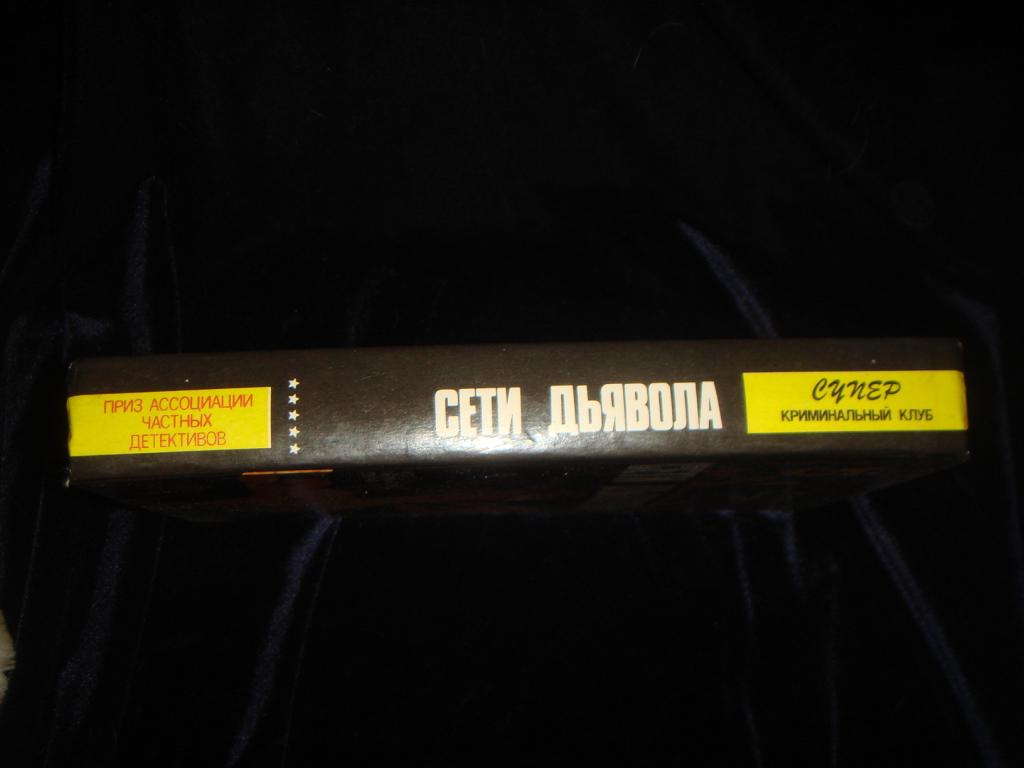 ПРИЗ АССОЦИАЦИИ
ЧАСТНЫХ
ДЕТЕКТИВОВ
СЕТИ ДЬЯВОЛА
СУПЕР
КРИМИНАЛЬНЫЙ КЛУБ